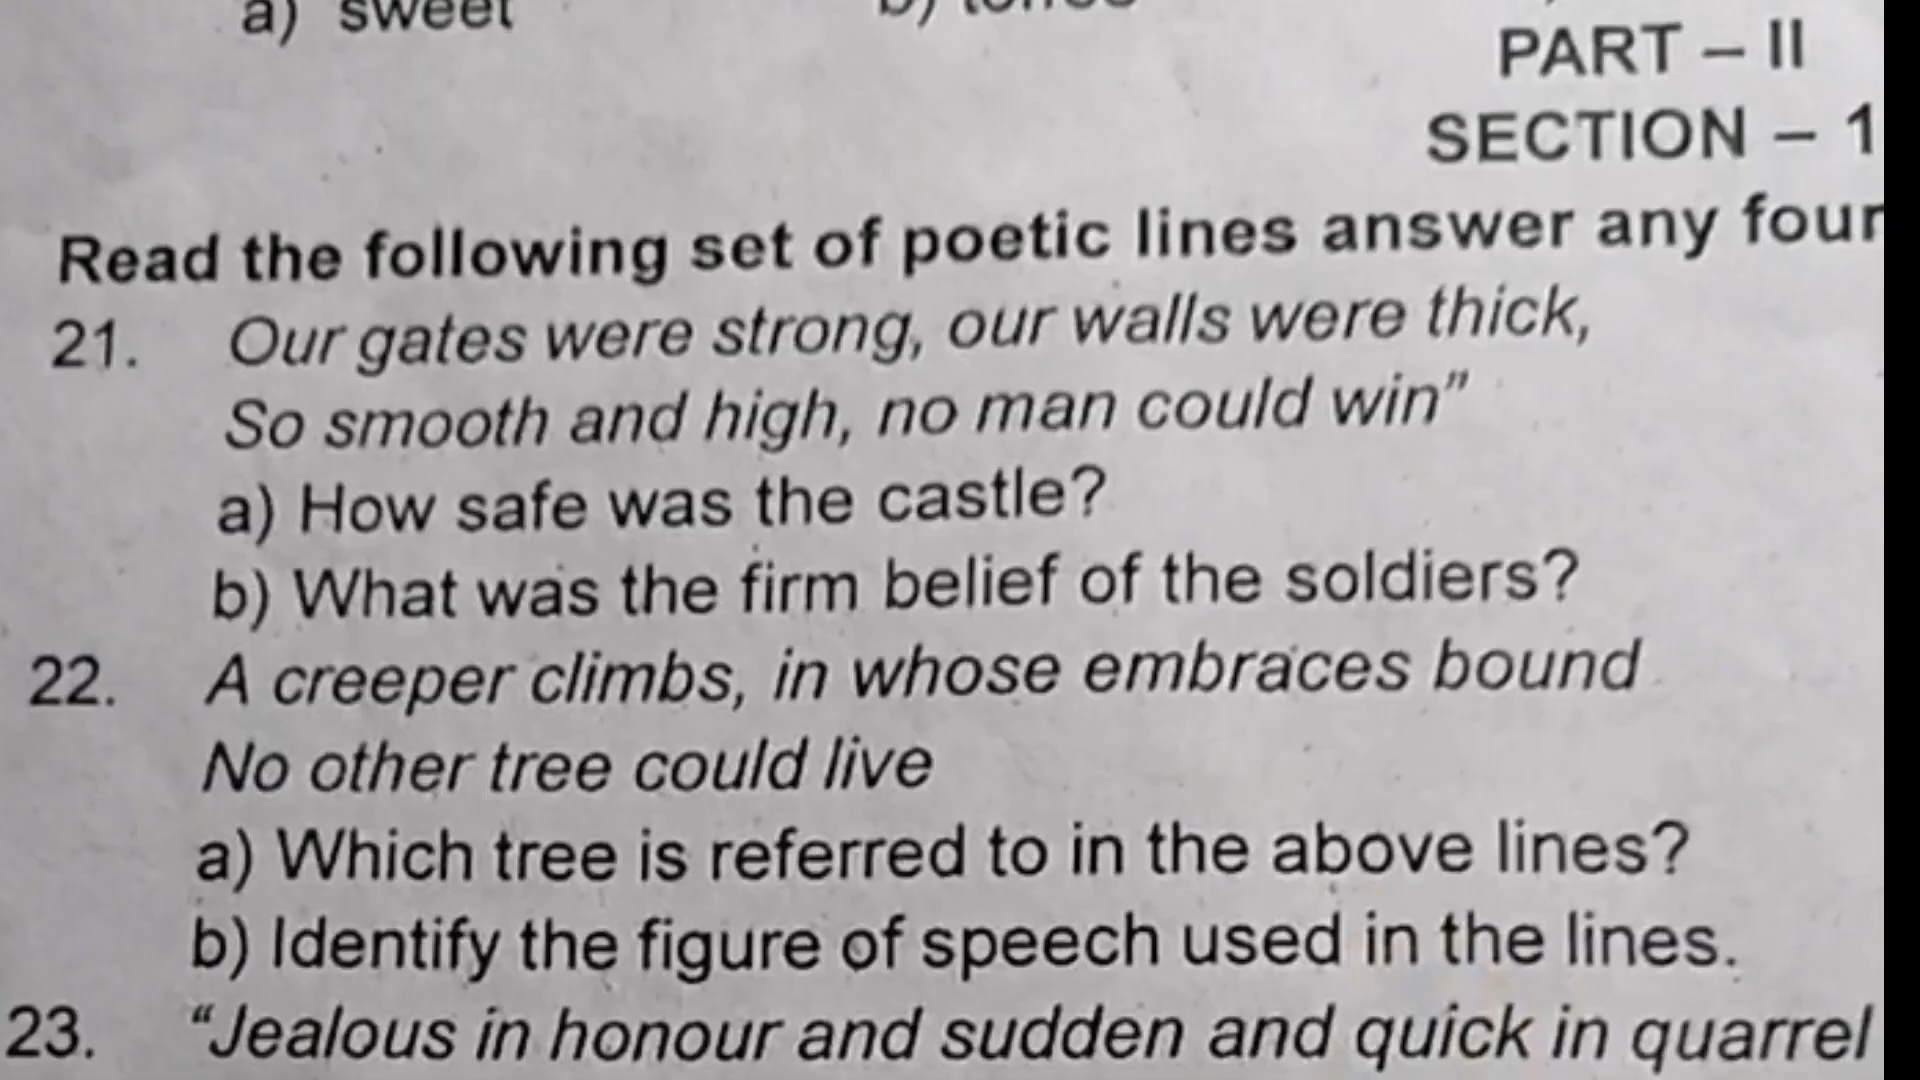 a) sweet
PART – II
SECTION – 1
Read the following set of poetic lines answer any four
21. Our gates were strong, our walls were thick,
So smooth and high, no man could win”
a) How safe was the castle?
b) What was the firm belief of the soldiers?
22. A creeper climbs, in whose embraces bound
No other tree could live
a) Which tree is referred to in the above lines?
b) Identify the figure of speech used in the lines.
23. “Jealous in honour and sudden and quick in quarrel